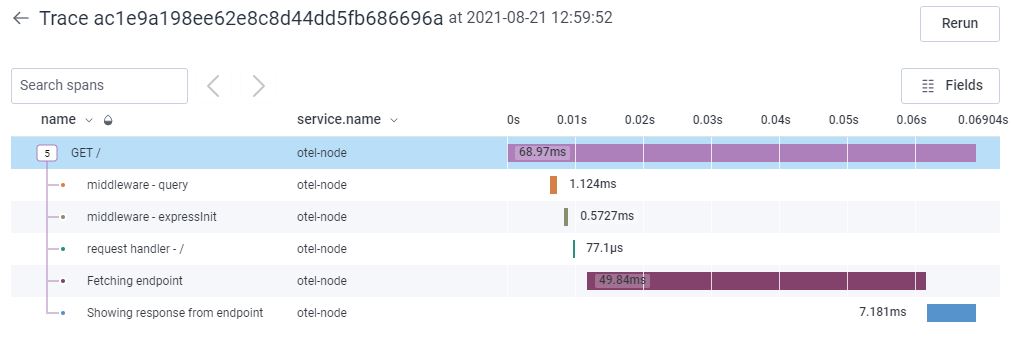 Trace ac1e9a198ee62e8c8d44dd5fb686696a at 2021-08-21 12:59:52
Rerun
Search spans
Fields
name service.name 0s 0.01s 0.02s 0.03s 0.04s 0.05s 0.06s 0.06904s
5 GET / otel-node 68.97ms
middleware - query otel-node 1.124ms
middleware - expressInit otel-node 0.5727ms
request handler - / otel-node 77.1µs
Fetching endpoint otel-node 49.84ms
Showing response from endpoint otel-node 7.181ms